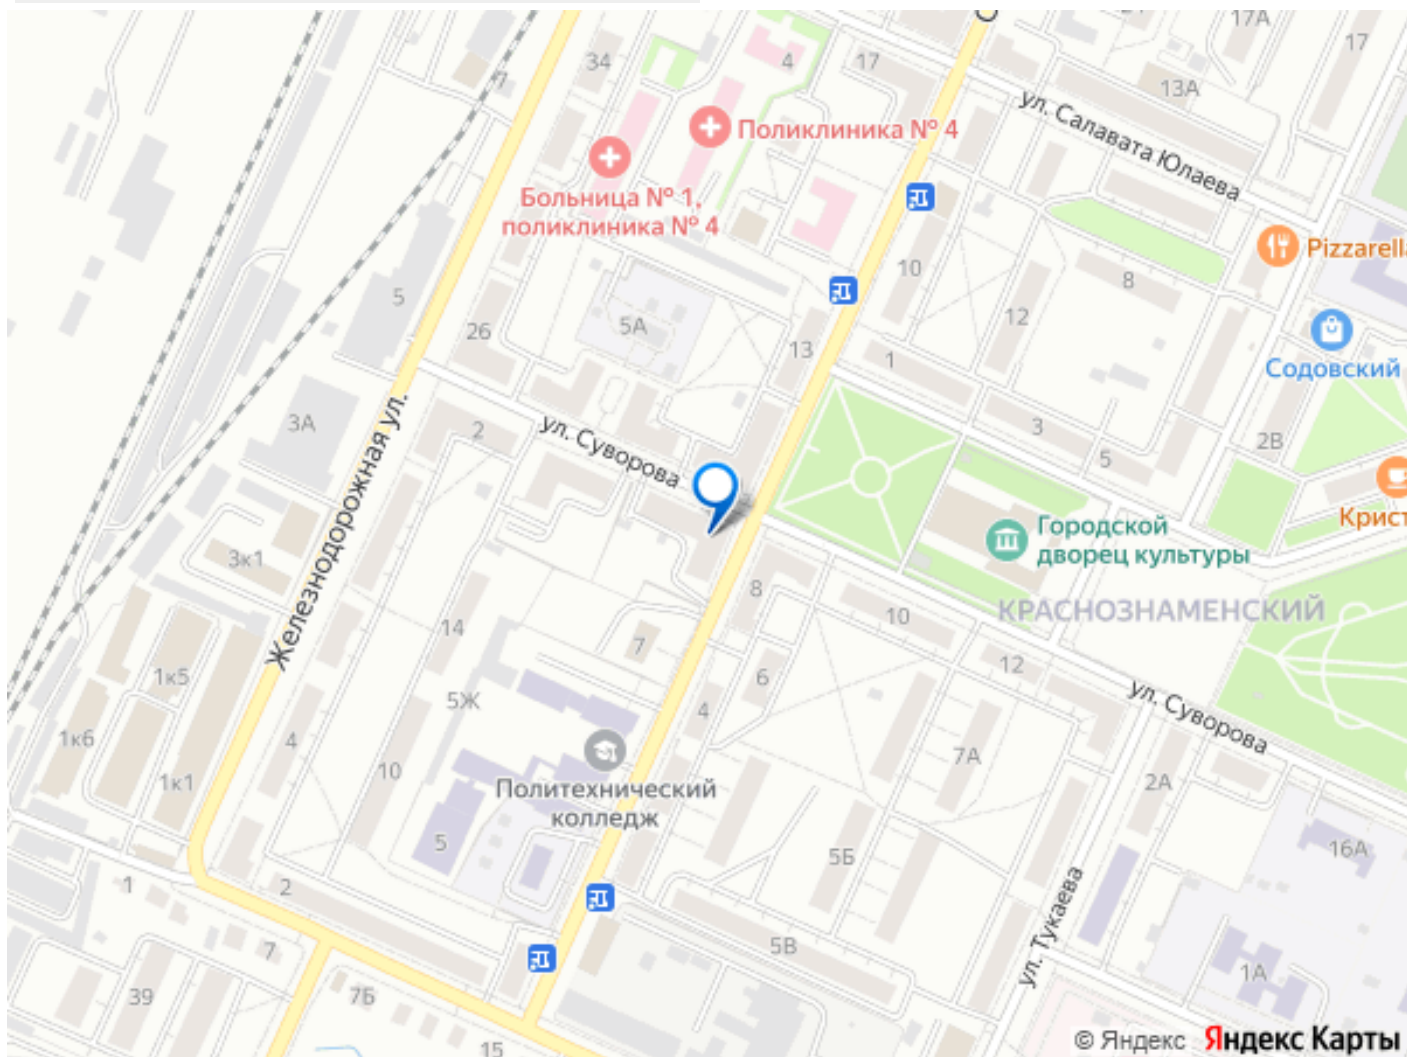 17А
17
34
4
17
13А
ул. Салавата Юлаева
Поликлиника № 4
Больница № 1,
поликлиника № 4
Pizzarella
10
8
5
5А
12
26
13
1
Содовский
3
2В
3А
2
ул. Суворова
5
Железнодорожная ул.
Крист
Городской
дворец культуры
3к1
8
КРАСНОЗНАМЕНСКИЙ
10
14
7
12
1к5
6
ул. Суворова
5Ж
4
1к6
4
7А
10
2А
1к1
Политехнический
колледж
5
5Б
16А
1
2
ул. Тукаева
7
5В
1А
39
7Б
15
© Яндекс Яндекс Карты